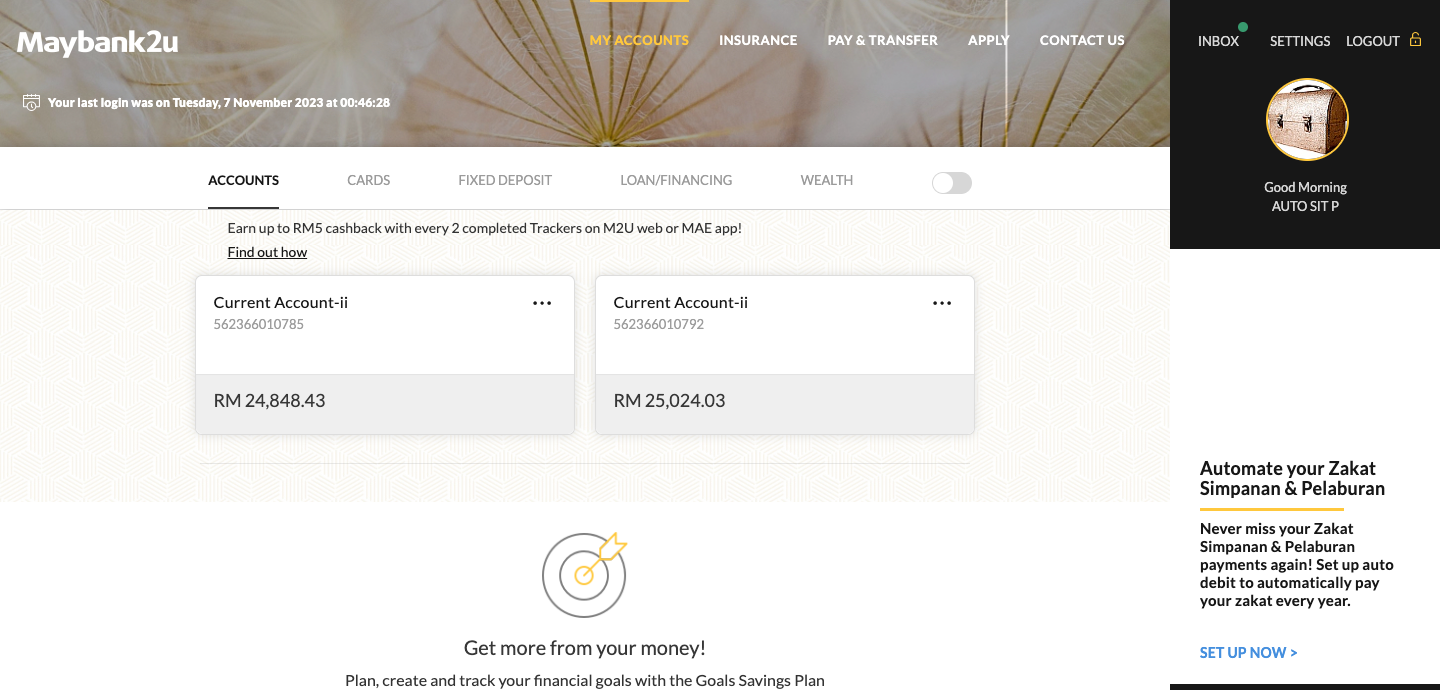 Maybank2u
MY ACCOUNTS INSURANCE PAY & TRANSFER APPLY CONTACT US
INBOX SETTINGS LOGOUT
Your last login was on Tuesday, 7 November 2023 at 00:46:28
Good Morning
AUTO SIT P
ACCOUNTS CARDS FIXED DEPOSIT LOAN/FINANCING WEALTH
Earn up to RM5 cashback with every 2 completed Trackers on M2U web or MAE app!
Find out how
Current Account-ii
562366010785
RM 24,848.43
Current Account-ii
562366010792
RM 25,024.03
Get more from your money!
Plan, create and track your financial goals with the Goals Savings Plan
Automate your Zakat
Simpanan & Pelaburan
Never miss your Zakat
Simpanan & Pelaburan
payments again! Set up auto
debit to automatically pay
your zakat every year.
SET UP NOW >